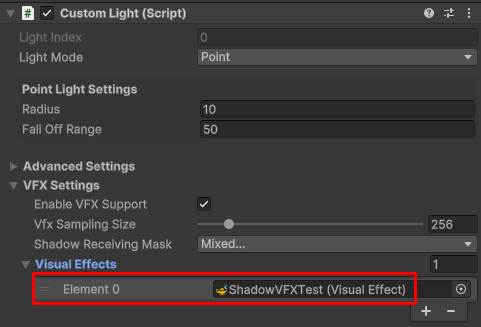 Custom Light (Script)
Light Index 0
Light Mode Point
Point Light Settings
Radius 10
Fall Off Range 50
Advanced Settings
VFX Settings
Enable VFX Support
Vfx Sampling Size 256
Shadow Receiving Mask Mixed...
Visual Effects 1
Element 0 ShadowVFXTest (Visual Effect)